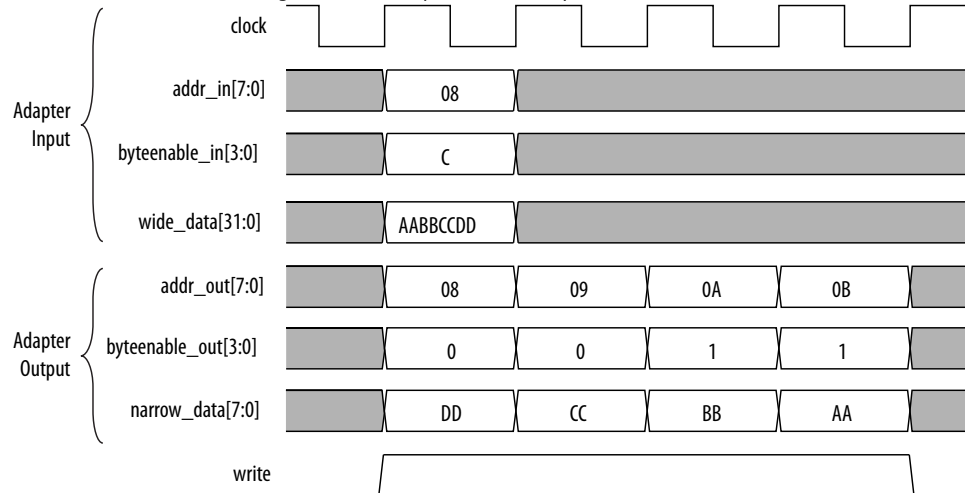 clock
addr_in[7:0] 08
Adapter Input
byteenable_in[3:0] C
wide_data[31:0] AABBCCDD
addr_out[7:0] 08 09 0A 0B
Adapter Output
byteenable_out[3:0] 0 0 1 1
narrow_data[7:0] DD CC BB AA
write